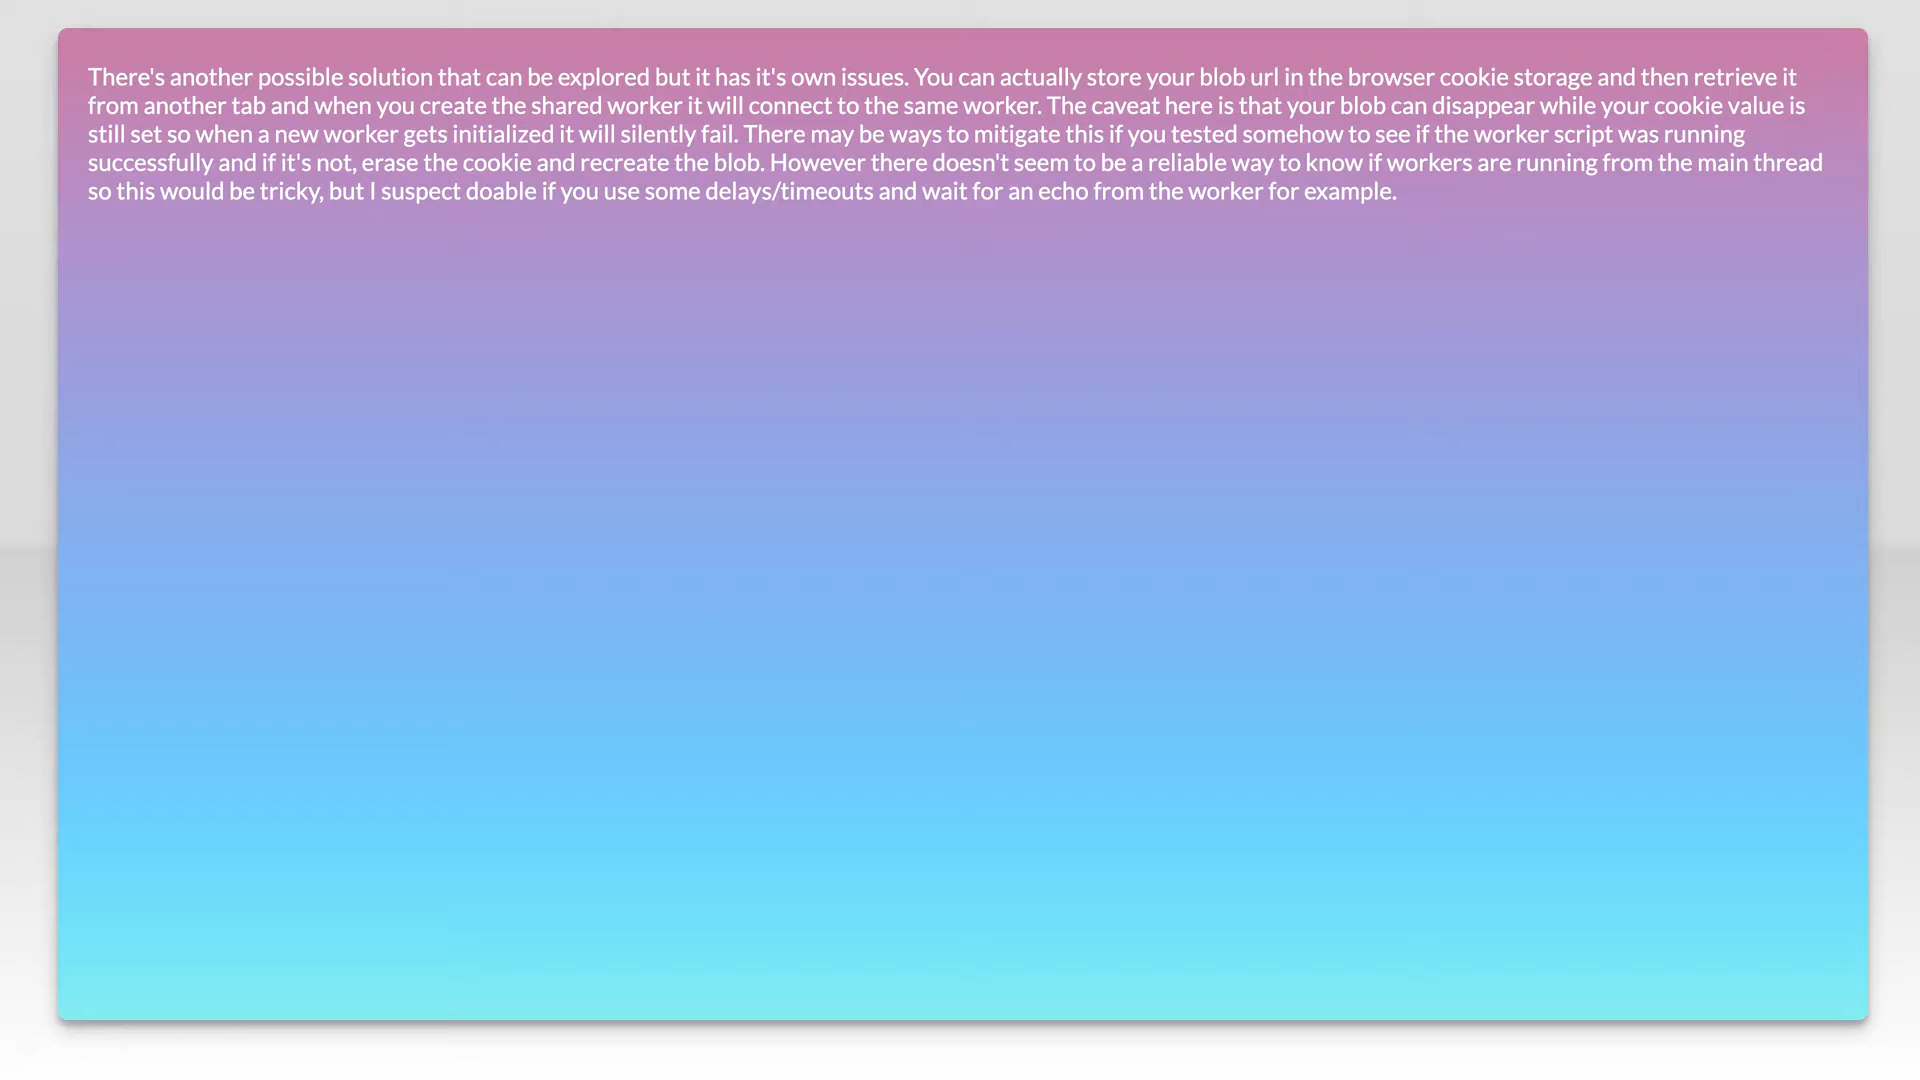 There's another possible solution that can be explored but it has it's own issues. You can actually store your blob url in the browser cookie storage and then retrieve it
from another tab and when you create the shared worker it will connect to the same worker. The caveat here is that your blob can disappear while your cookie value is
still set so when a new worker gets initialized it will silently fail. There may be ways to mitigate this if you tested somehow to see if the worker script was running
successfully and if it's not, erase the cookie and recreate the blob. However there doesn't seem to be a reliable way to know if workers are running from the main thread
so this would be tricky, but I suspect doable if you use some delays/timeouts and wait for an echo from the worker for example.